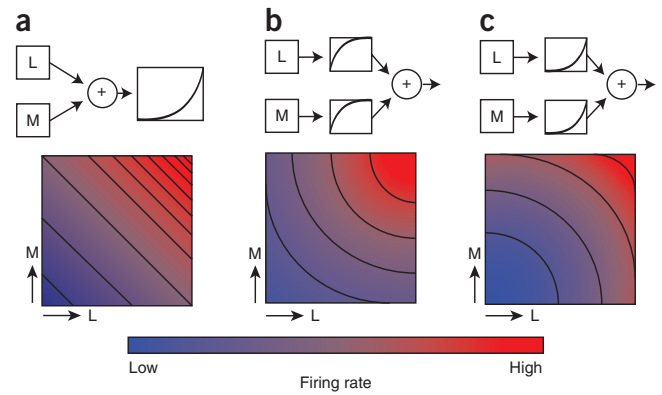 a b c
L L L
+ + +
M M M
M M M
L L L
Low High
Firing rate